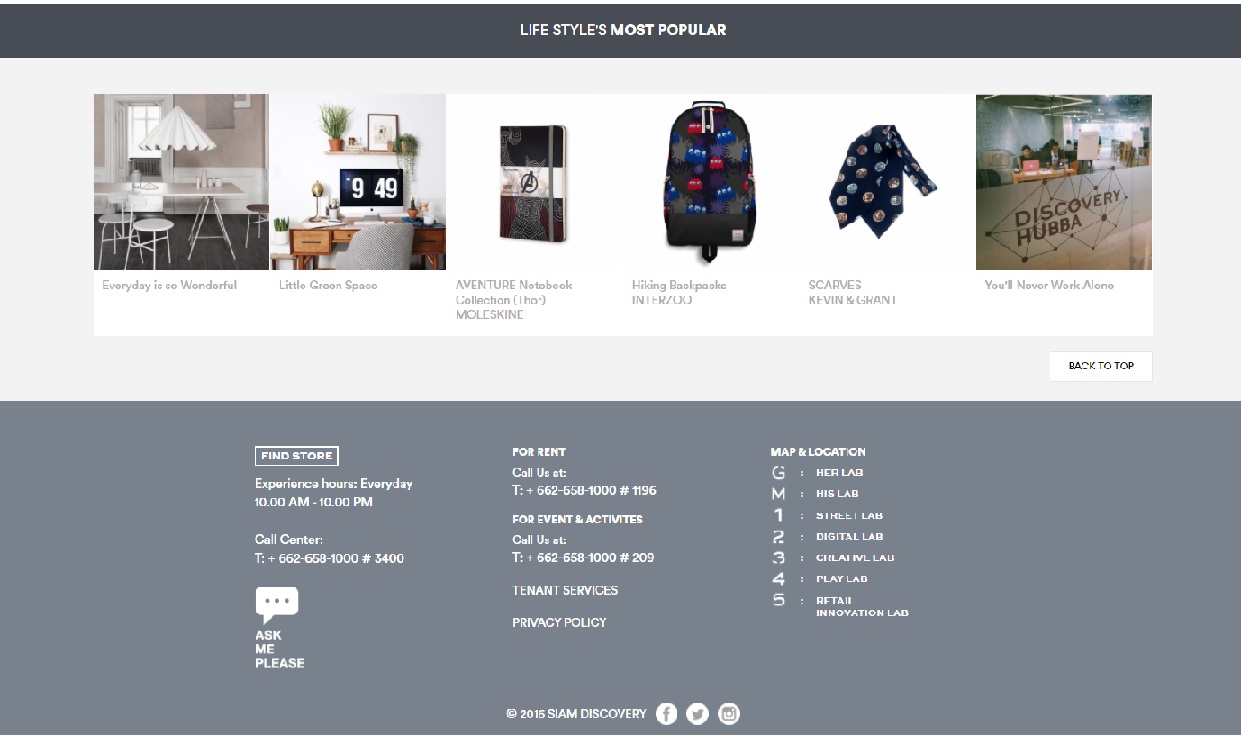 LIFE STYLE'S MOST POPULAR
9 49
DISCOVERY
HUBBA
Everyday is so Wonderful
Little Green Space
AVENTURE Notebook
Collection (Thor)
MOLESKINE
Hiking Backpacks
INTERZOO
SCARVES
KEVIN & GRANT
You'll Never Work Alone
BACK TO TOP
FIND STORE
Experience hours: Everyday
10.00 AM - 10.00 PM
Call Center:
T: + 662-658-1000 # 3400
ASK
ME
PLEASE
FOR RENT
Call Us at:
T: + 662-658-1000 # 1196
FOR EVENT & ACTIVITES
Call Us at:
T: + 662-658-1000 # 209
TENANT SERVICES
PRIVACY POLICY
MAP & LOCATION
G : HER LAB
M : HIS LAB
1 : STREET LAB
2 : DIGITAL LAB
3 : CREATIVE LAB
4 : PLAY LAB
5 : RETAIL
INNOVATION LAB
© 2015 SIAM DISCOVERY